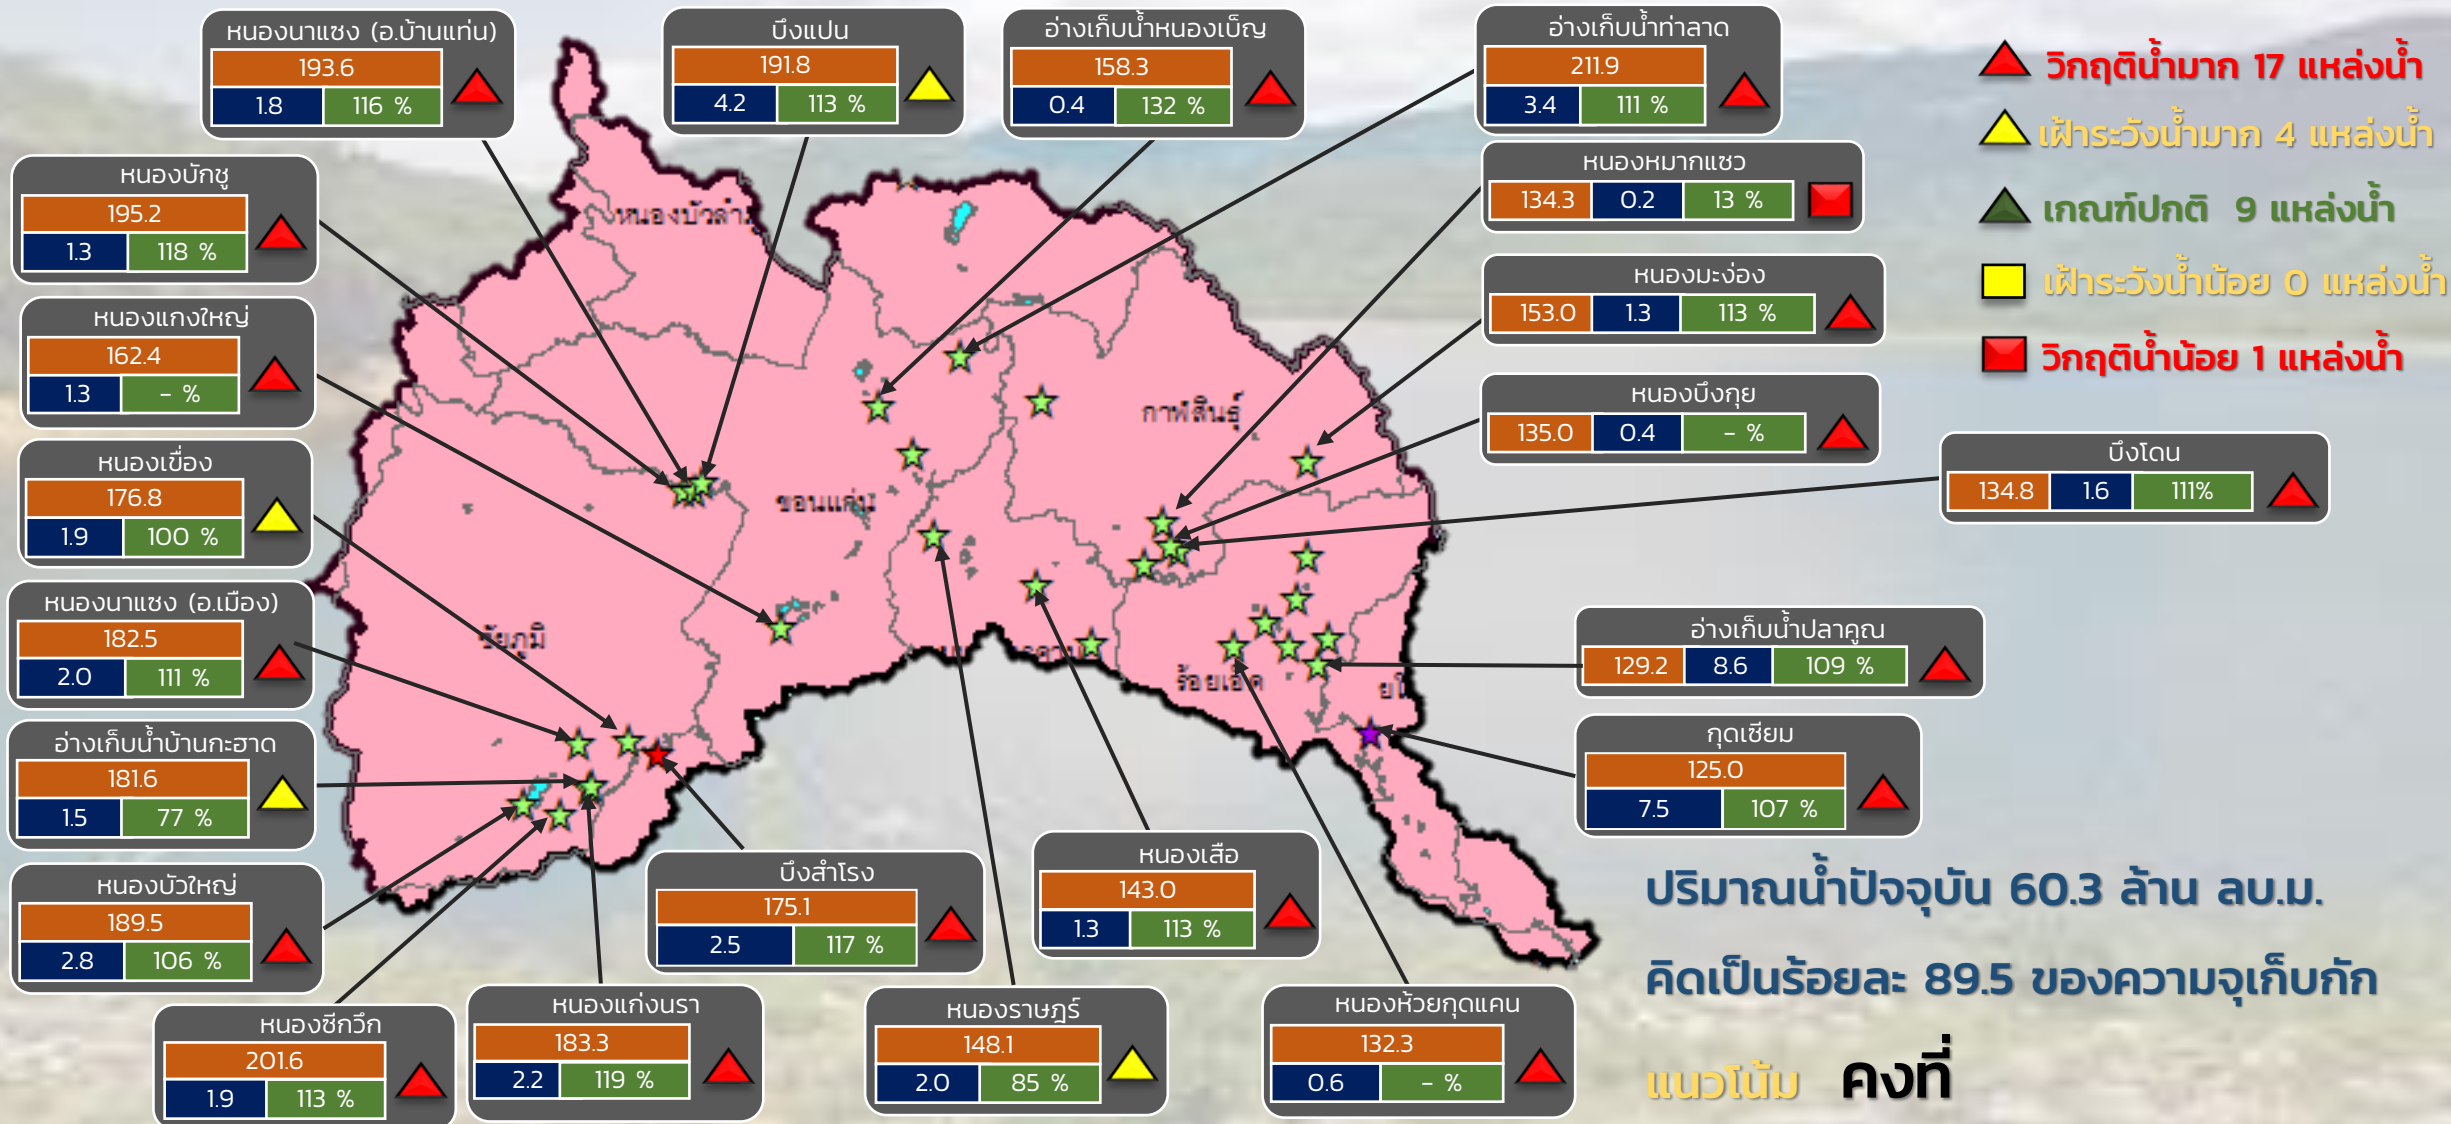 หนองนาแซง (อ.บ้านแท่น)
193.6
1.8 116 %
บึงแปน
191.8
4.2 113 %
อ่างเก็บน้ำหนองเบ็ญ
158.3
0.4 132 %
อ่างเก็บน้ำท่าลาด
211.9
3.4 111 %
วิกฤติน้ำมาก 17 แหล่งน้ำ
เฝ้าระวังน้ำมาก 4 แหล่งน้ำ
เกณฑ์ปกติ 9 แหล่งน้ำ
เฝ้าระวังน้ำน้อย 0 แหล่งน้ำ
วิกฤติน้ำน้อย 1 แหล่งน้ำ
หนองบักชู
195.2
1.3 118 %
หนองหมากแซว
134.3 0.2 13 %
หนองมะง่อง
153.0 1.3 113 %
หนองแกงใหญ่
162.4
1.3 - %
หนองบึงกุย
135.0 0.4 - %
หนองเขื่อง
176.8
1.9 100 %
บึงโดน
134.8 1.6 111%
หนองนาแซง (อ.เมือง)
182.5
2.0 111 %
อ่างเก็บน้ำปลาคูณ
129.2 8.6 109 %
อ่างเก็บน้ำบ้านกะฮาด
181.6
1.5 77 %
กุดเซียม
125.0
7.5 107 %
หนองบัวใหญ่
189.5
2.8 106 %
บึงสำโรง
175.1
2.5 117 %
หนองเสือ
143.0
1.3 113 %
หนองซีกวึก
201.6
1.9 113 %
หนองแก่งนรา
183.3
2.2 119 %
หนองราษฎร์
148.1
2.0 85 %
หนองห้วยกุดแคน
132.3
0.6 - %
กาฬสินธุ์
ขอนแก่น
ชัยภูมิ
ร้อยเอ็ด
ปริมาณน้ำปัจจุบัน 60.3 ล้าน ลบ.ม.
คิดเป็นร้อยละ 89.5 ของความจุเก็บกัก
แนวโน้ม คงที่